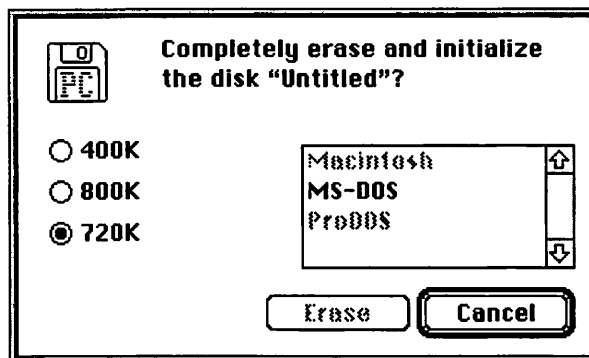 PC
Completely erase and initialize
the disk “Untitled”?
400K
800K
720K
Macintosh
MS-DOS
ProDOS
Erase
Cancel